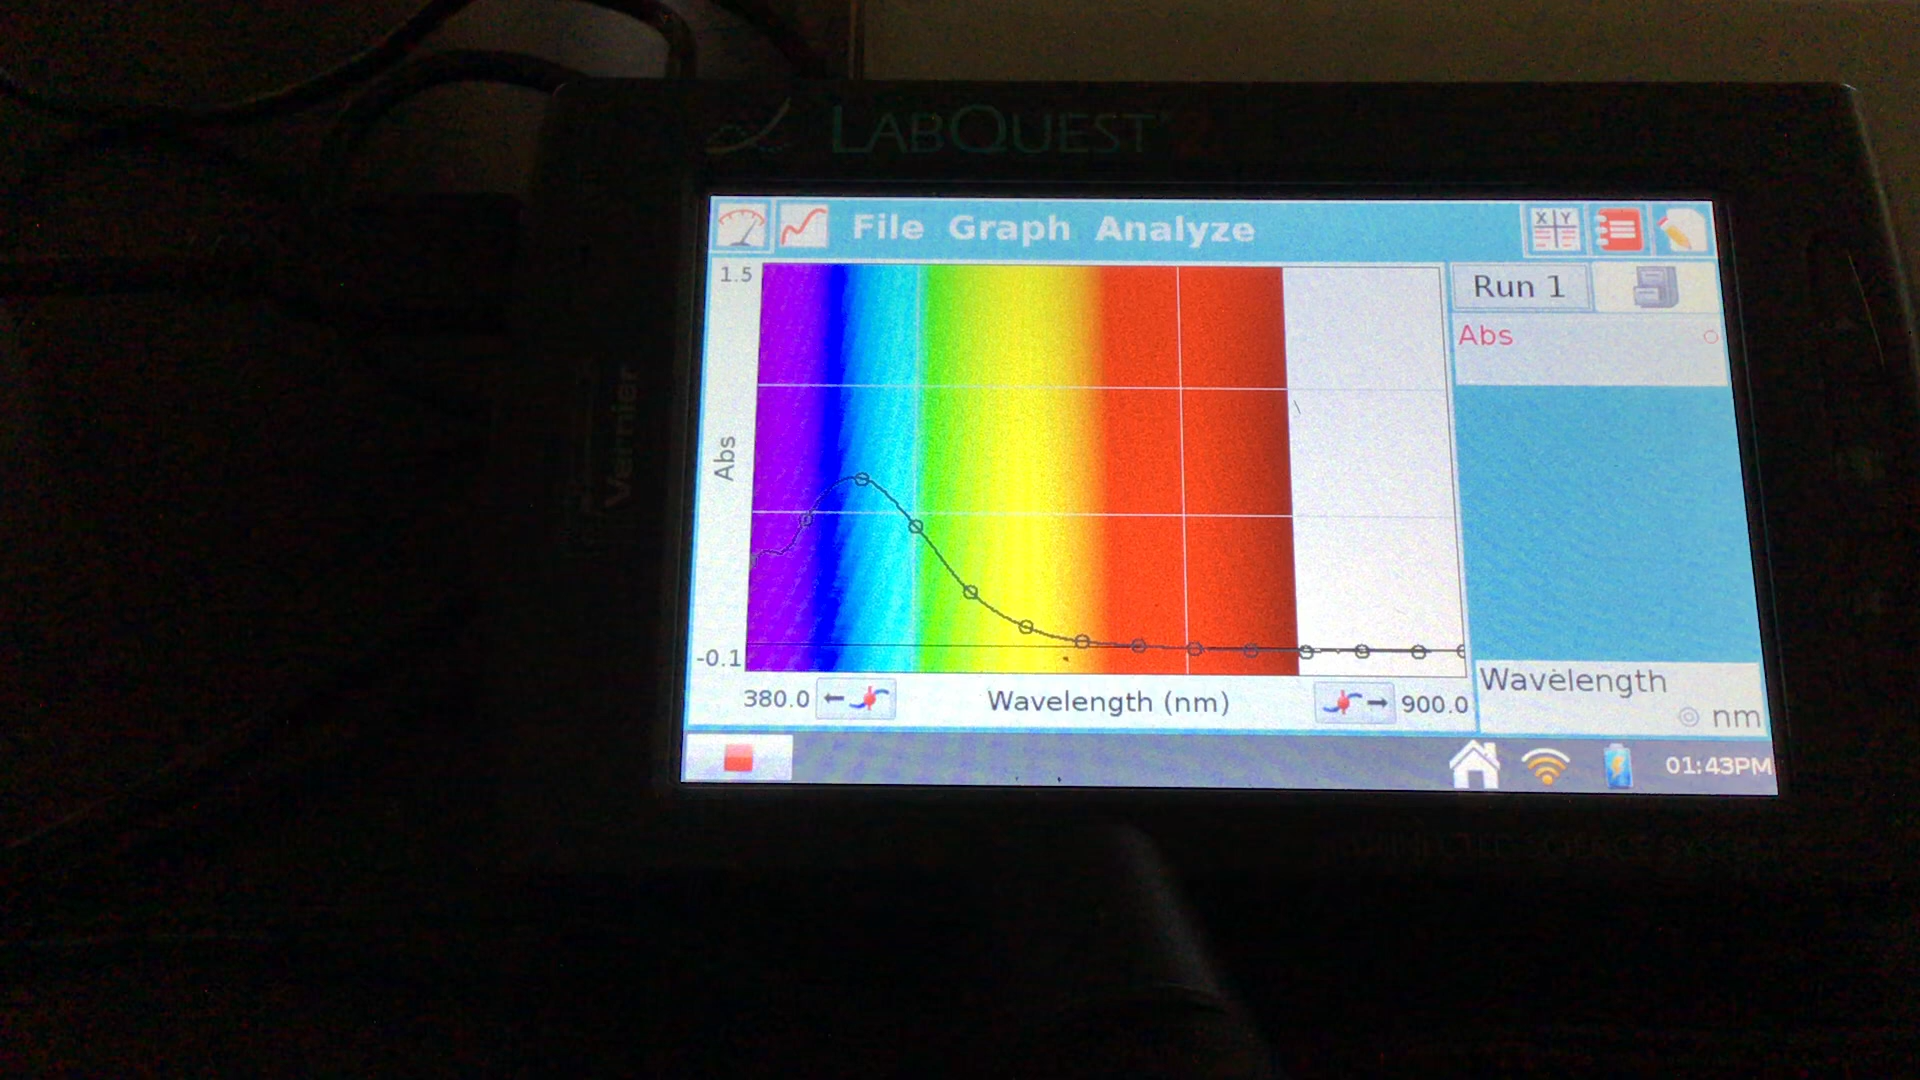 LABQUEST
Vernier
File Graph Analyze
X Y
1.5
Run 1
Abs
Abs
-0.1
380.0
Wavelength (nm)
900.0
Wavelength
nm
01:43PM